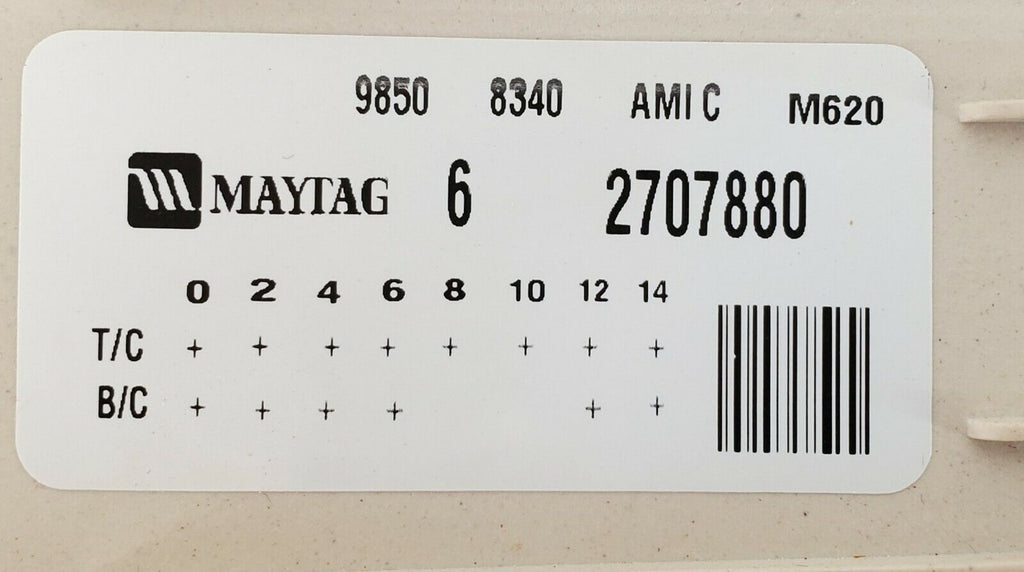 9850 8340 AMI C M620
MAYTAG 6 2707880
0 2 4 6 8 10 12 14
T/C + + + + + + + +
B/C + + + + + +